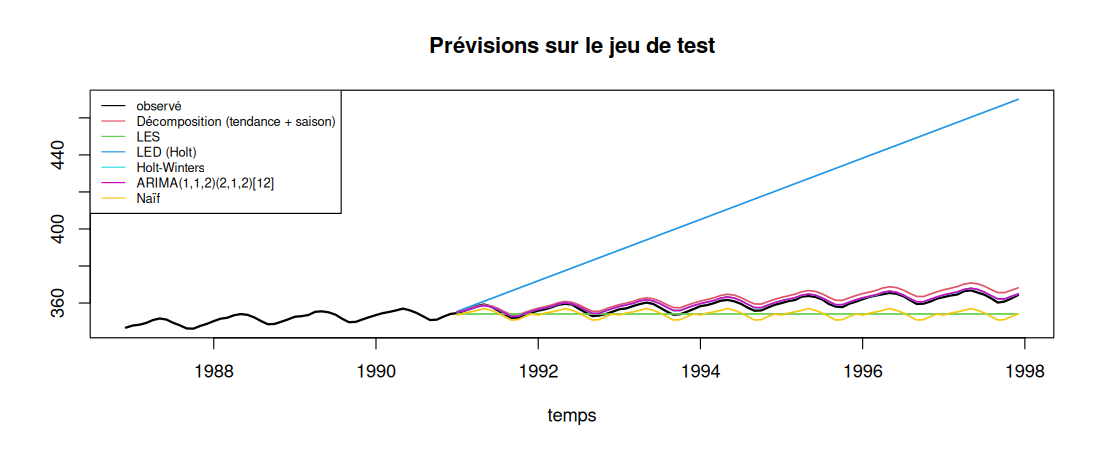 Prévisions sur le jeu de test
observé
Décomposition (tendance + saison)
LES
LED (Holt)
Holt-Winters
ARIMA(1,1,2)(2,1,2)[12]
Naïf
440
400
360
1988 1990 1992 1994 1996 1998
temps